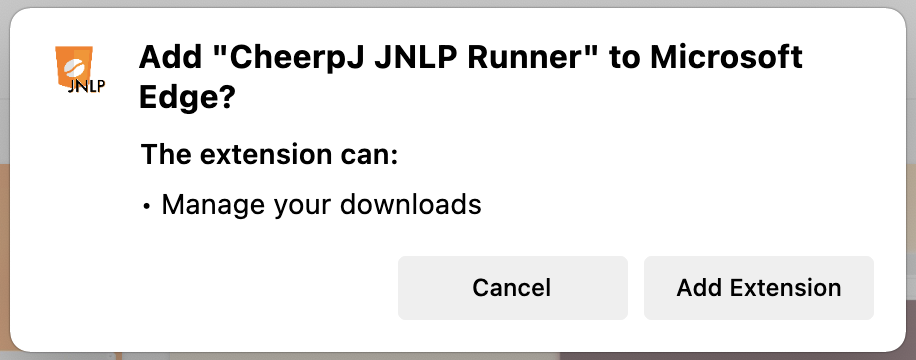 JNLP
Add "CheerpJ JNLP Runner" to Microsoft
Edge?
The extension can:
• Manage your downloads
Cancel
Add Extension